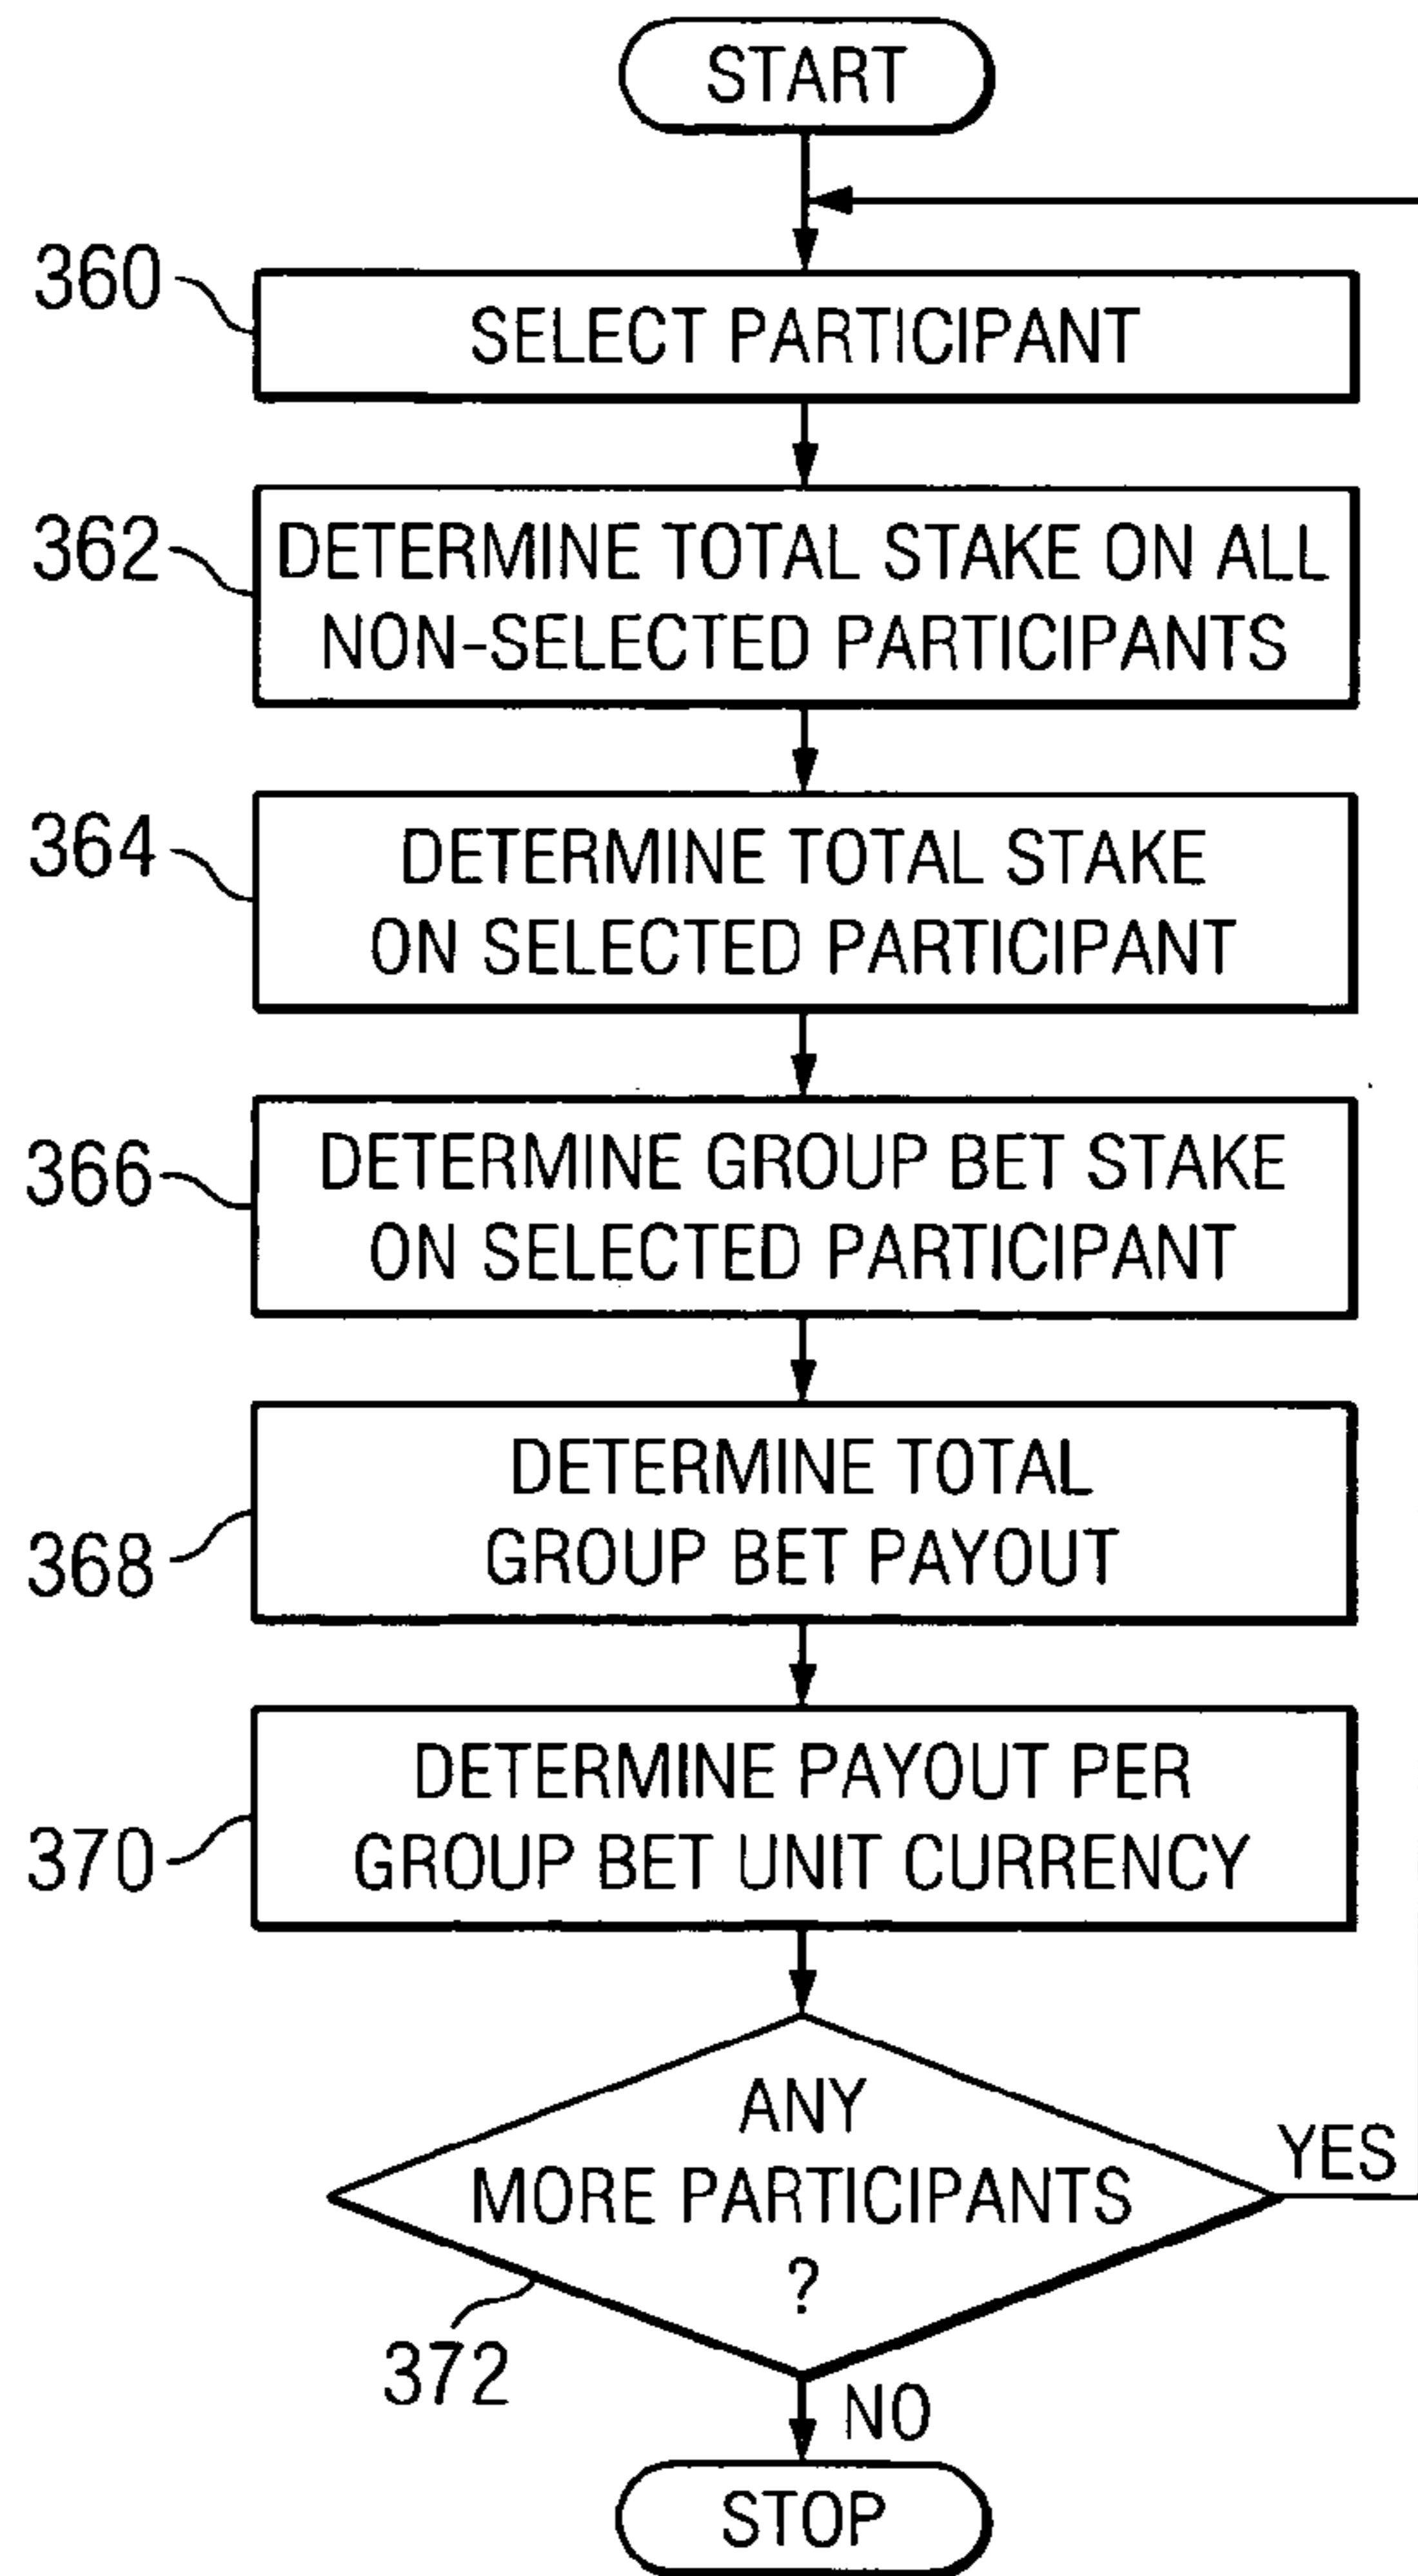 START
360
SELECT PARTICIPANT
362
DETERMINE TOTAL STAKE ON ALL
NON-SELECTED PARTICIPANTS
364
DETERMINE TOTAL STAKE
ON SELECTED PARTICIPANT
366
DETERMINE GROUP BET STAKE
ON SELECTED PARTICIPANT
368
DETERMINE TOTAL
GROUP BET PAYOUT
370
DETERMINE PAYOUT PER
GROUP BET UNIT CURRENCY
ANY
MORE PARTICIPANTS
?
YES
372
NO
STOP